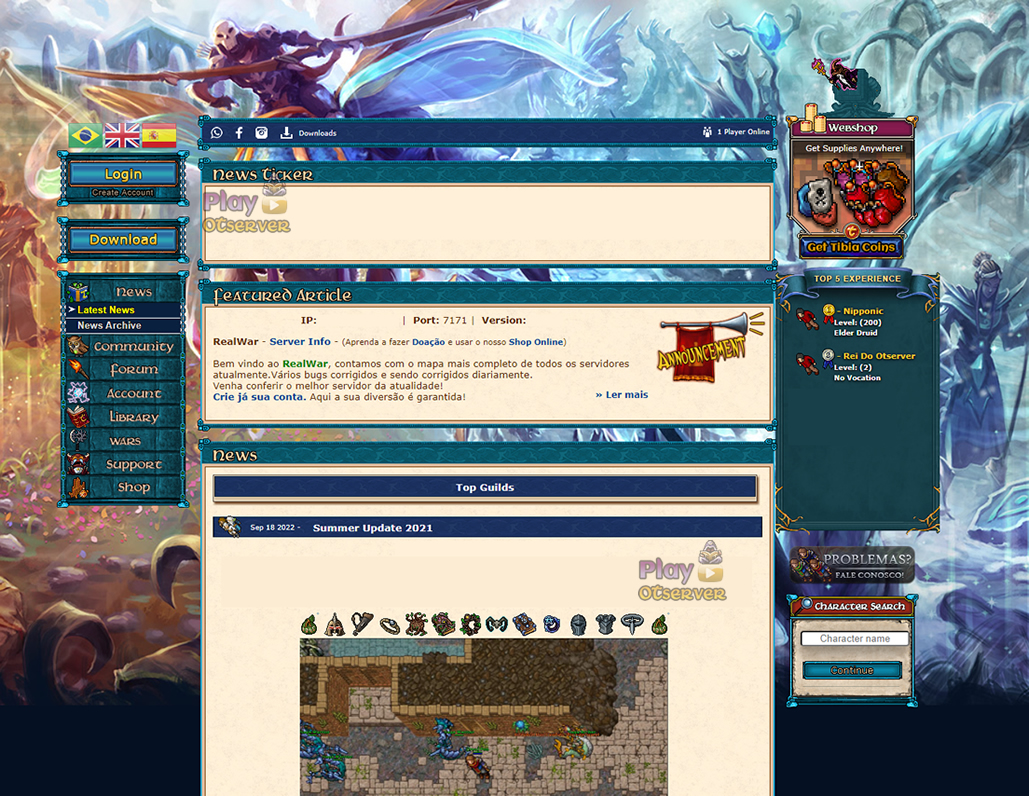 Downloads
1 Player Online
Login
Create Account
Download
News
Latest News
News Archive
Community
Forum
Account
Library
Wars
Support
Shop
News Ticker
Play
Otserver
Featured Article
IP: | Port: 7171 | Version:
RealWar - Server Info - (Aprenda a fazer Doação e usar o nosso Shop Online)
Bem vindo ao RealWar, contamos com o mapa mais completo de todos os servidores
atualmente.Vários bugs corrigidos e sendo corrigidos diariamente.
Venha conferir o melhor servidor da atualidade!
Crie já sua conta. Aqui a sua diversão é garantida!
» Ler mais
ANNOUNCEMENT
News
Top Guilds
Sep 18 2022 - Summer Update 2021
Play
Otserver
Webshop
Get Supplies Anywhere!
Get Tibia Coins
TOP 5 EXPERIENCE
1 - Nipponic
Level: (200)
Elder Druid
2 - Rei Do Otserver
Level: (2)
No Vocation
PROBLEMAS?
FALE CONOSCO!
Character Search
Character name
Continue